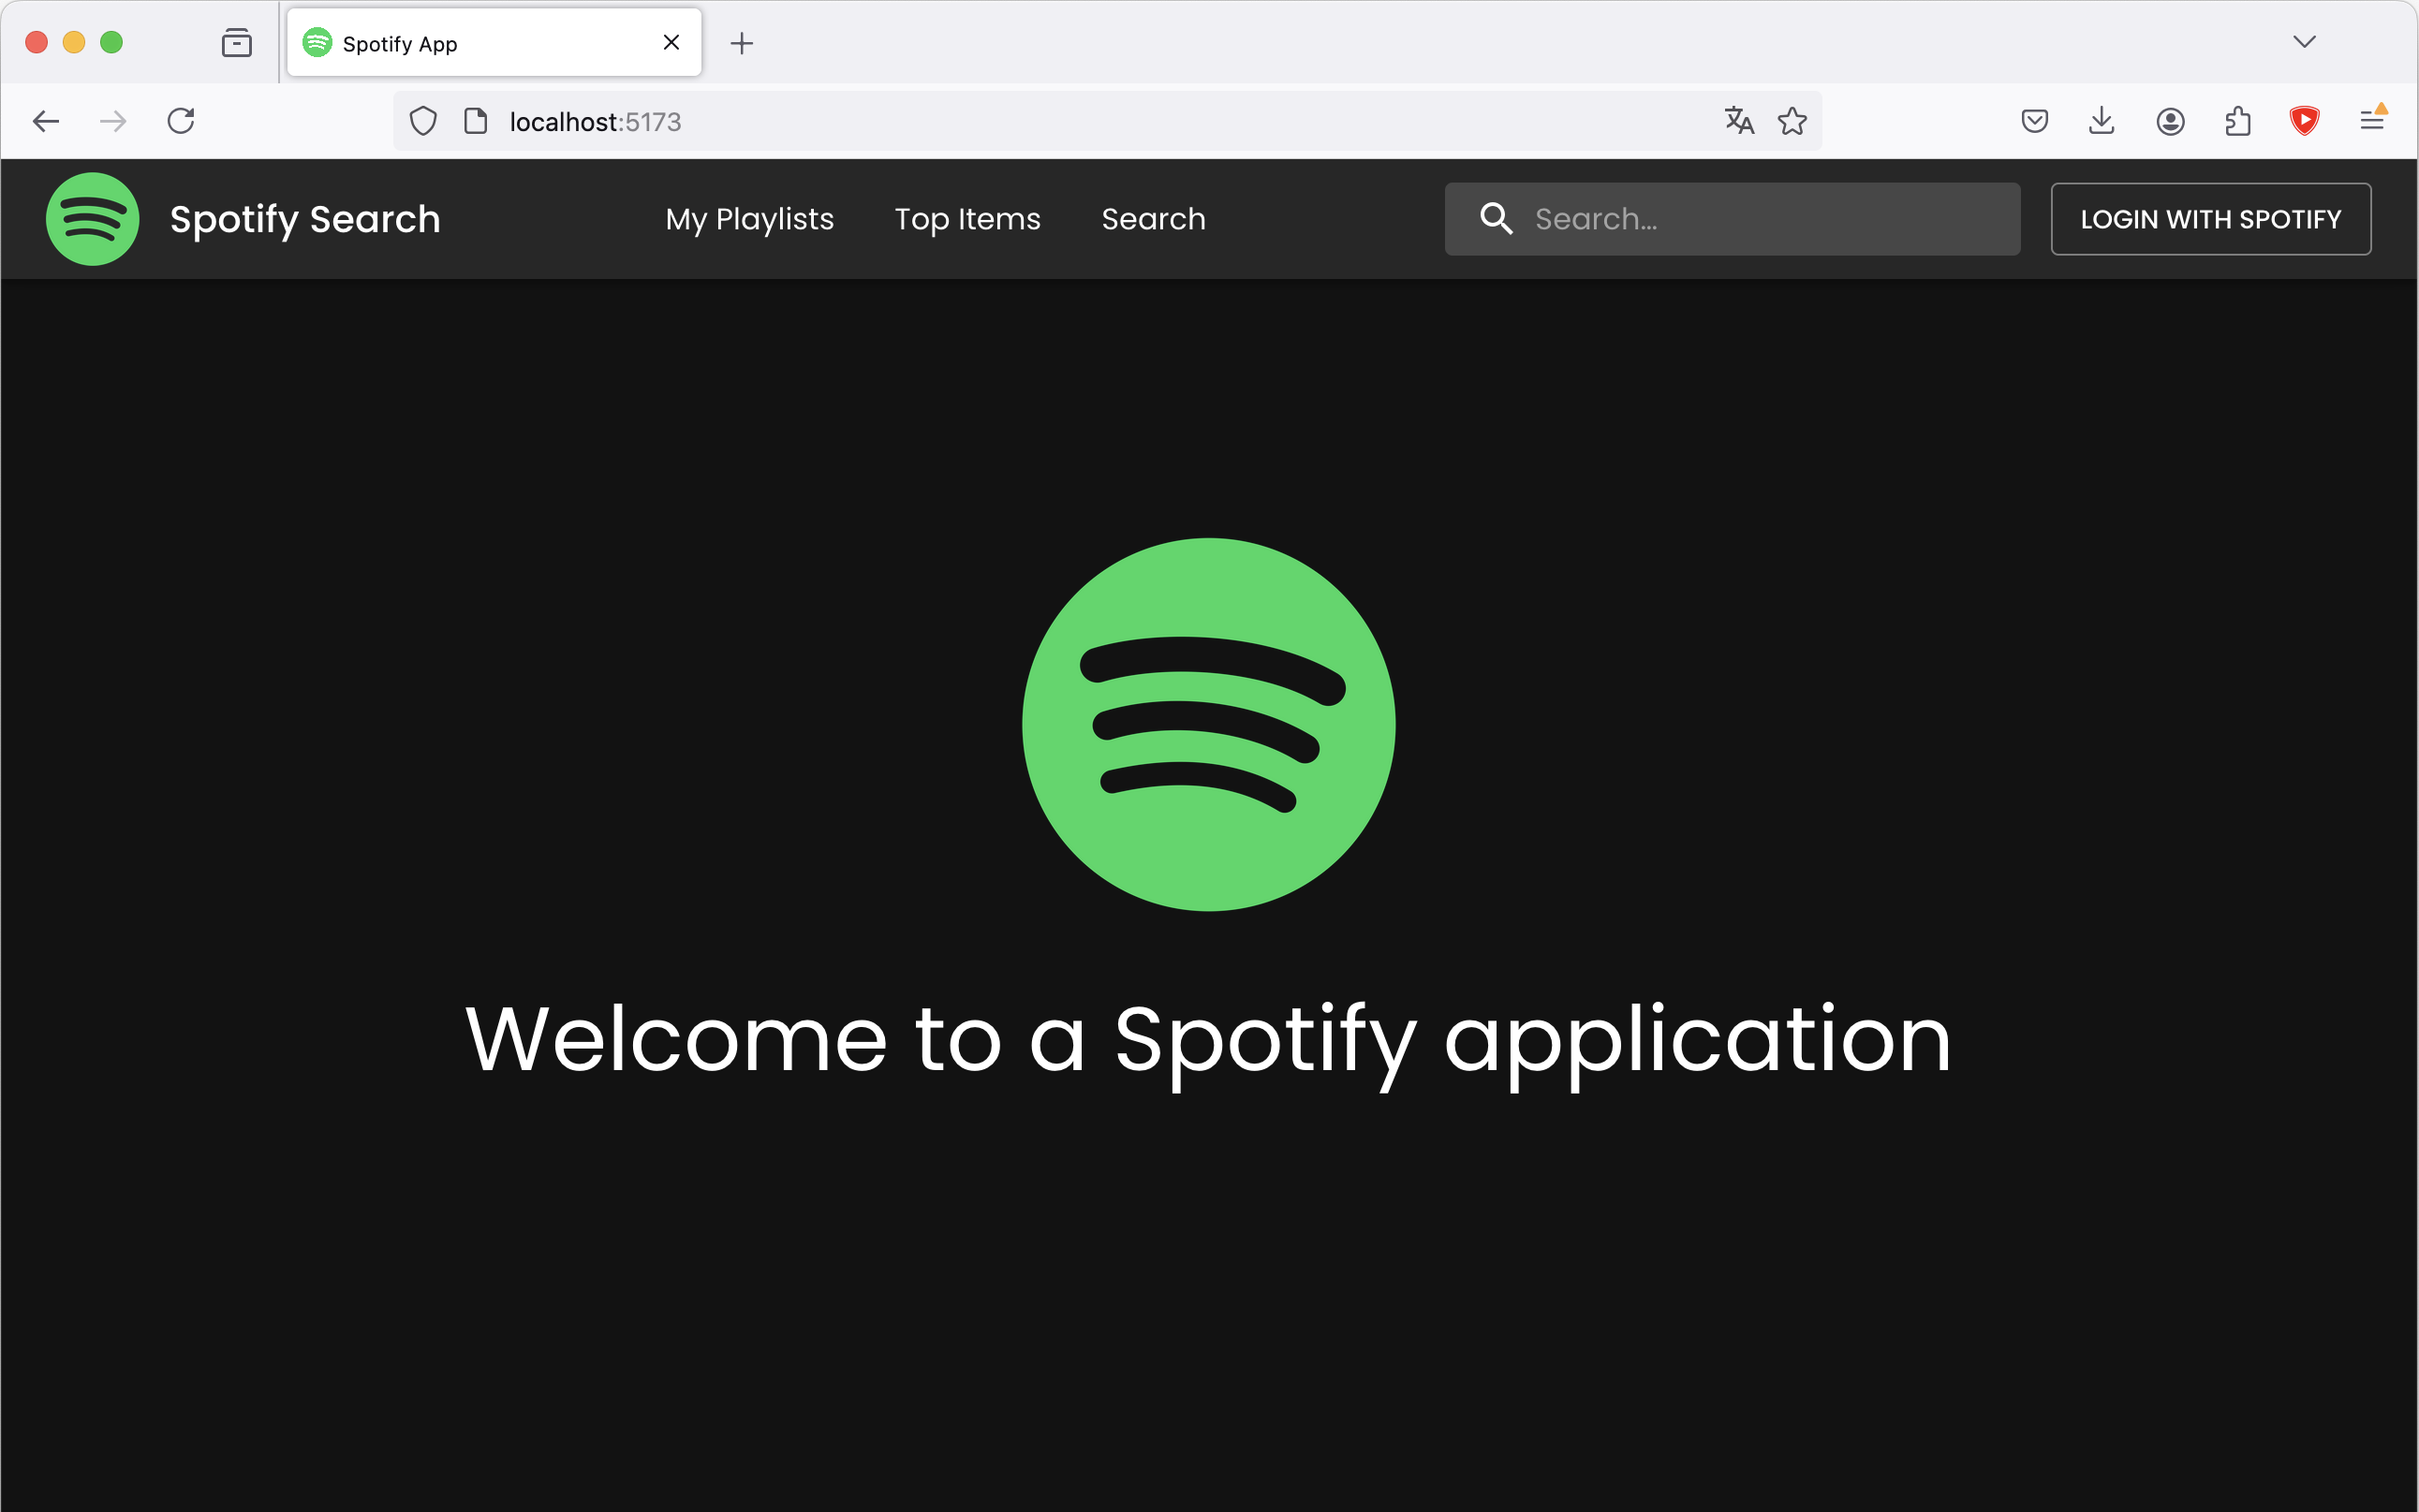 Spotify App
localhost:5173
Spotify Search
My Playlists
Top Items
Search
Search...
LOGIN WITH SPOTIFY
Welcome to a Spotify application